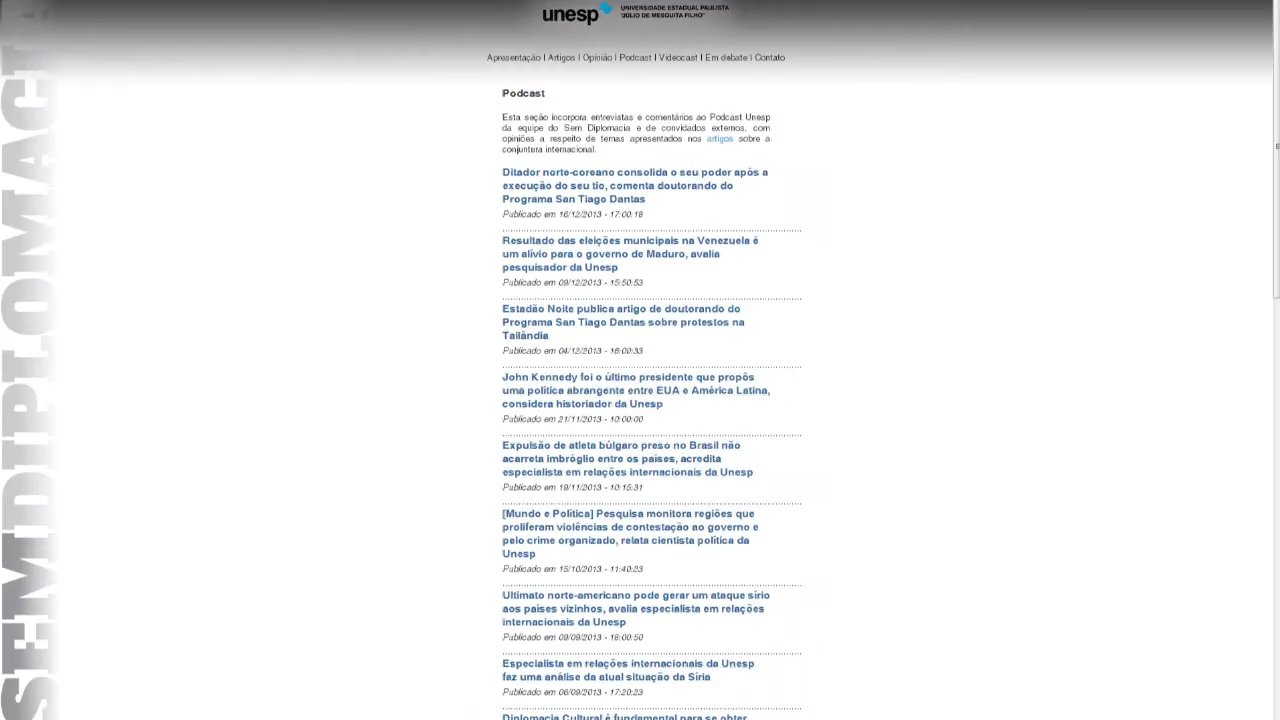 unesp
UNIVERSIDADE ESTADUAL PAULISTA
"JÚLIO DE MESQUITA FILHO"
Apresentação | Artigos | Opinião | Podcast | Videocast | Em debate | Contato
SEMDIPLOMACIA
Podcast
Esta seção incorpora entrevistas e comentários ao Podcast Unesp
da equipe do Sem Diplomacia e de convidados externos, com
opiniões a respeito de temas apresentados nos artigos sobre a
conjuntura internacional.
Ditador norte-coreano consolida o seu poder após a
execução do seu tio, comenta doutorando do
Programa San Tiago Dantas
Publicado em 16/12/2013 - 17:00:18
Resultado das eleições municipais na Venezuela é
um alívio para o governo de Maduro, avalia
pesquisador da Unesp
Publicado em 09/12/2013 - 15:50:53
Estadão Noite publica artigo de doutorando do
Programa San Tiago Dantas sobre protestos na
Tailândia
Publicado em 04/12/2013 - 16:00:33
John Kennedy foi o último presidente que propôs
uma política abrangente entre EUA e América Latina,
considera historiador da Unesp
Publicado em 21/11/2013 - 10:00:00
Expulsão de atleta búlgaro preso no Brasil não
acarreta imbróglio entre os países, acredita
especialista em relações internacionais da Unesp
Publicado em 19/11/2013 - 10:15:31
[Mundo e Política] Pesquisa monitora regiões que
proliferam violências de contestação ao governo e
pelo crime organizado, relata cientista política da
Unesp
Publicado em 15/10/2013 - 11:40:23
Ultimato norte-americano pode gerar um ataque sírio
aos países vizinhos, avalia especialista em relações
internacionais da Unesp
Publicado em 09/09/2013 - 18:00:50
Especialista em relações internacionais da Unesp
faz uma análise da atual situação da Síria
Publicado em 06/09/2013 - 17:20:23
Diplomacia Cultural é fundamental para se obter